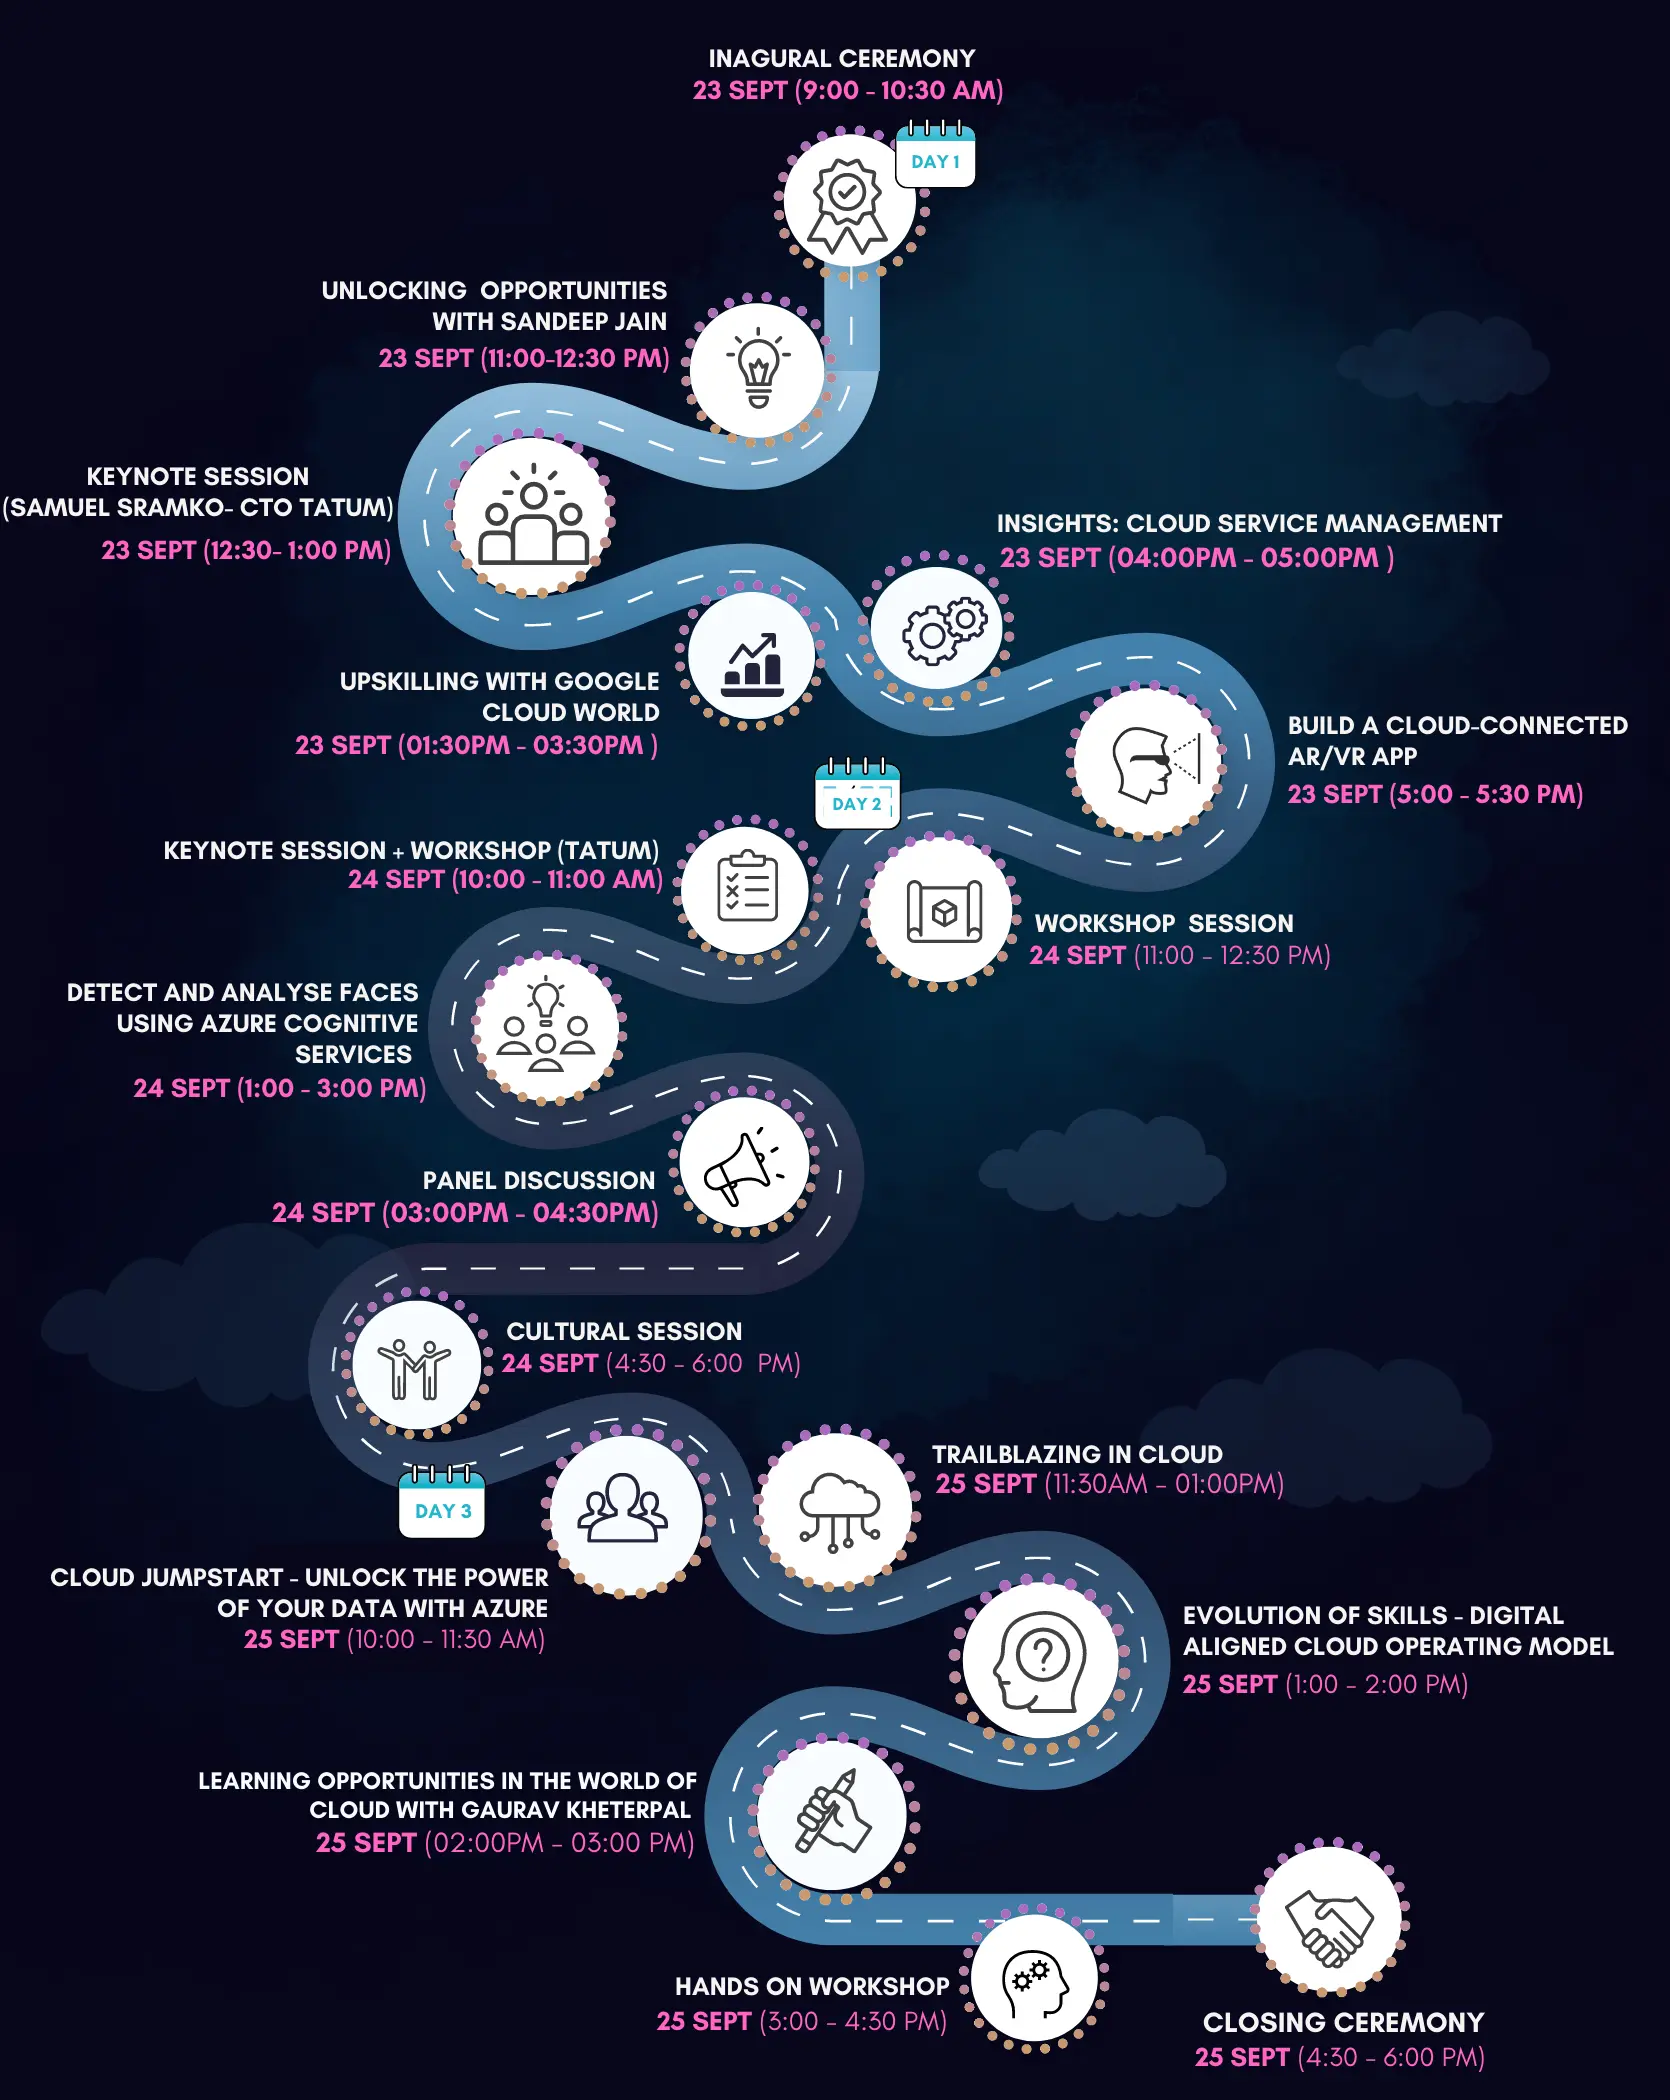 INAGURAL CEREMONY
23 SEPT (9:00 - 10:30 AM)
DAY 1
UNLOCKING OPPORTUNITIES
WITH SANDEEP JAIN
23 SEPT (11:00-12:30 PM)
KEYNOTE SESSION
(SAMUEL SRAMKO- CTO TATUM)
23 SEPT (12:30- 1:00 PM)
UPSKILLING WITH GOOGLE
CLOUD WORLD
23 SEPT (01:30PM - 03:30PM )
INSIGHTS: CLOUD SERVICE MANAGEMENT
23 SEPT (04:00PM - 05:00PM )
BUILD A CLOUD-CONNECTED
AR/VR APP
23 SEPT (5:00 - 5:30 PM)
DAY 2
KEYNOTE SESSION + WORKSHOP (TATUM)
24 SEPT (10:00 - 11:00 AM)
WORKSHOP SESSION
24 SEPT (11:00 - 12:30 PM)
DETECT AND ANALYSE FACES
USING AZURE COGNITIVE
SERVICES
24 SEPT (1:00 - 3:00 PM)
PANEL DISCUSSION
24 SEPT (03:00PM - 04:30PM)
CULTURAL SESSION
24 SEPT (4:30 - 6:00 PM)
DAY 3
CLOUD JUMPSTART - UNLOCK THE POWER
OF YOUR DATA WITH AZURE
25 SEPT (10:00 - 11:30 AM)
TRAILBLAZING IN CLOUD
25 SEPT (11:30AM - 01:00PM)
EVOLUTION OF SKILLS - DIGITAL
ALIGNED CLOUD OPERATING MODEL
25 SEPT (1:00 - 2:00 PM)
LEARNING OPPORTUNITIES IN THE WORLD OF
CLOUD WITH GAURAV KHETERPAL
25 SEPT (02:00PM - 03:00 PM)
HANDS ON WORKSHOP
25 SEPT (3:00 - 4:30 PM)
CLOSING CEREMONY
25 SEPT (4:30 - 6:00 PM)